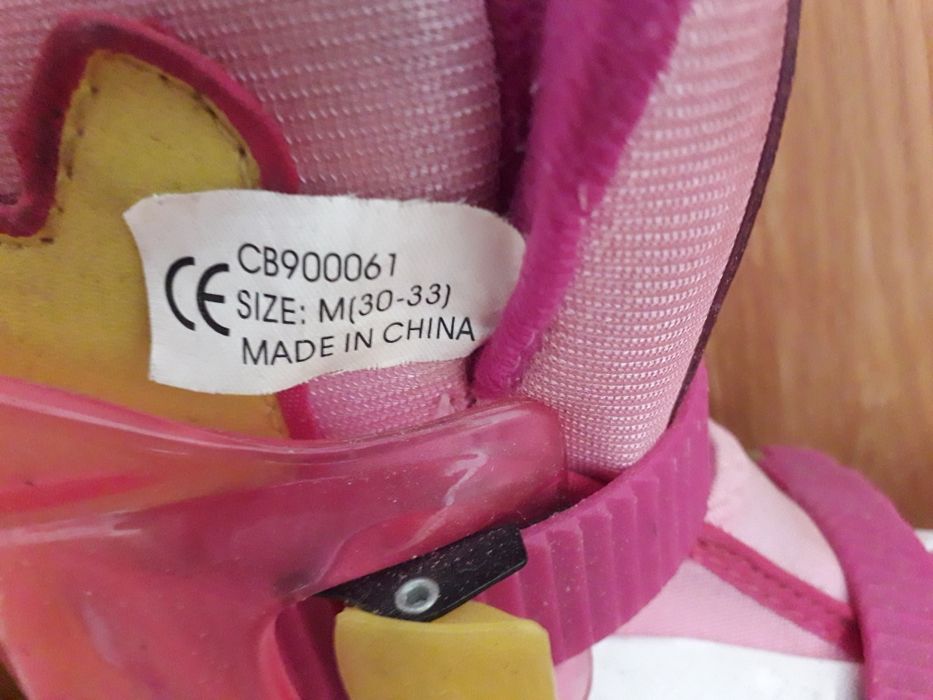 CE CB900061
SIZE: M(30-33)
MADE IN CHINA